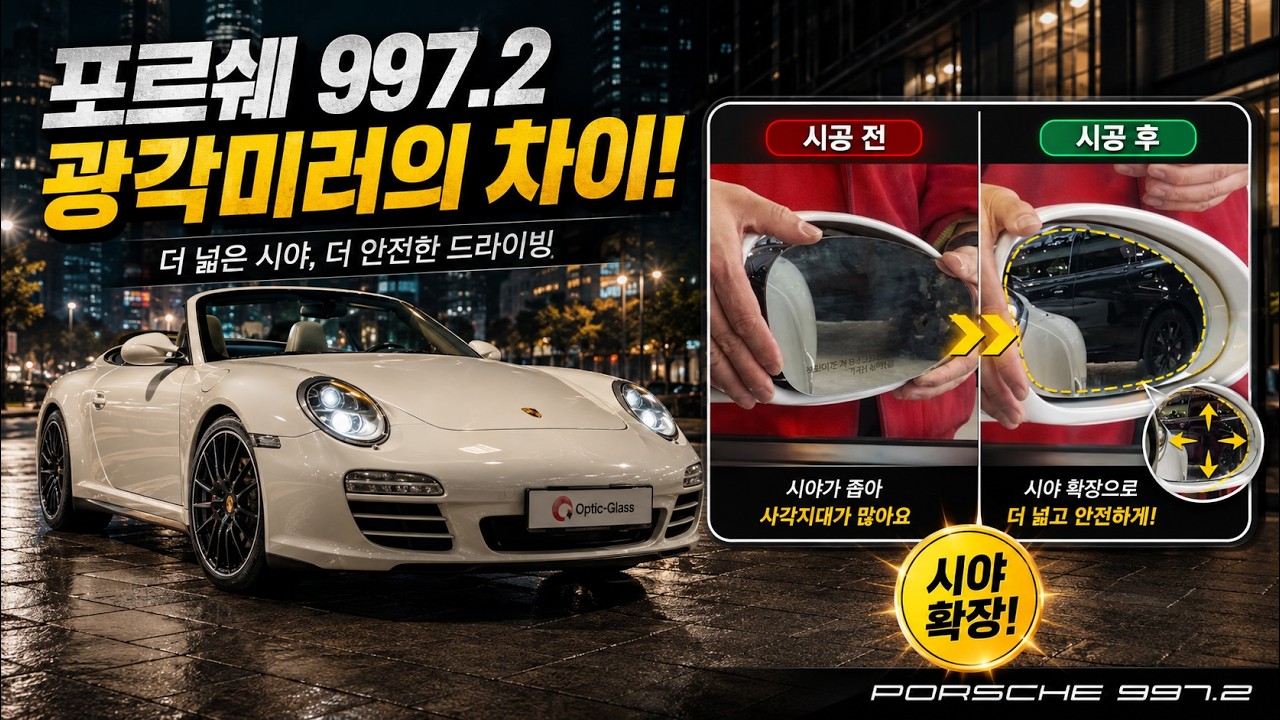 포르쉐 997.2
광각미러의 차이!
더 넓은 시야, 더 안전한 드라이빙
시공 전
시공 후
시야가 좁아
사각지대가 많아요
시야 확장으로
더 넓고 안전하게!
Optic-Glass
시야
확장!
PORSCHE 997.2